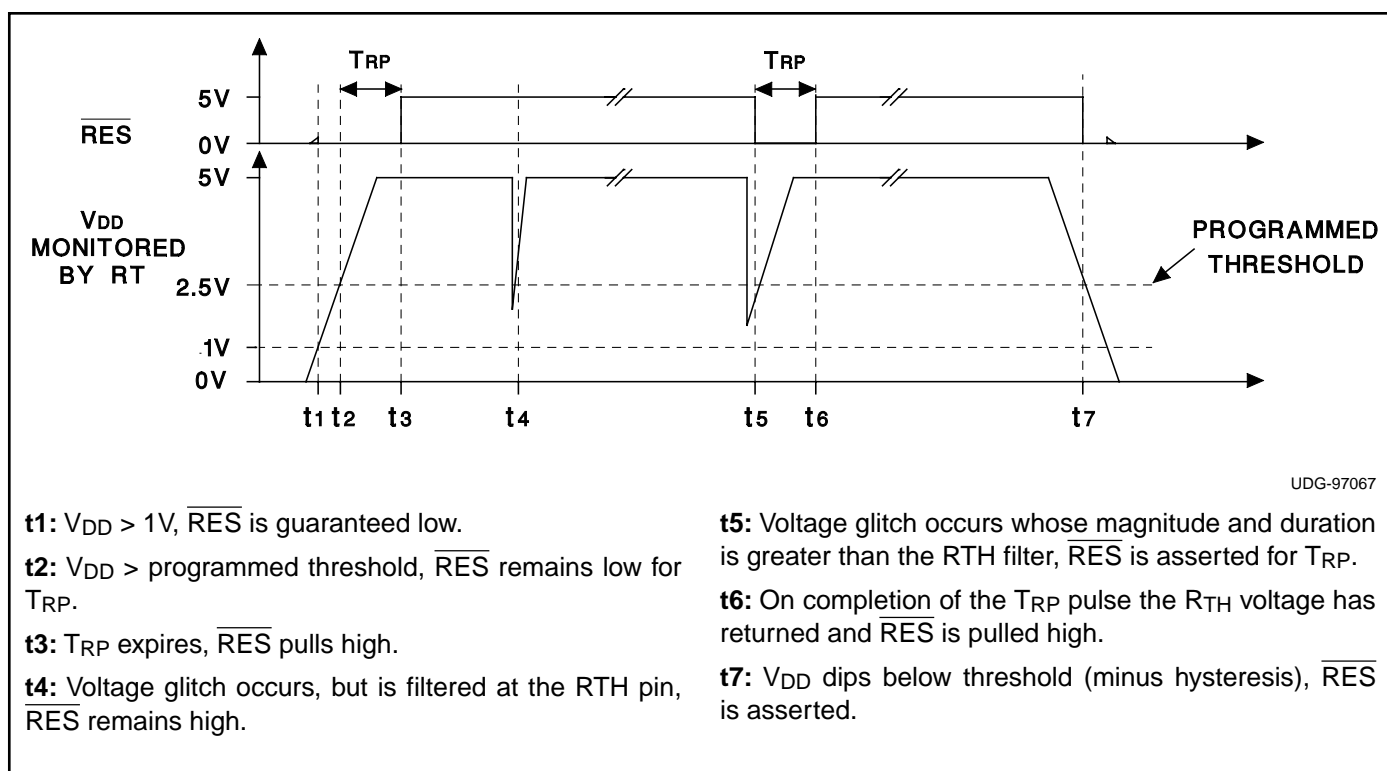 TRP TRP
5V
RES
0V
5V
VDD
MONITORED
BY RT
PROGRAMMED
THRESHOLD
2.5V
.1V
0V
t1 t2 t3 t4 t5 t6 t7
UDG-97067
t1: VDD > 1V, RES is guaranteed low.
t2: VDD > programmed threshold, RES remains low for
TRP.
t3: TRP expires, RES pulls high.
t4: Voltage glitch occurs, but is filtered at the RTH pin,
RES remains high.
t5: Voltage glitch occurs whose magnitude and duration
is greater than the RTH filter, RES is asserted for TRP.
t6: On completion of the TRP pulse the RTH voltage has
returned and RES is pulled high.
t7: VDD dips below threshold (minus hysteresis), RES
is asserted.